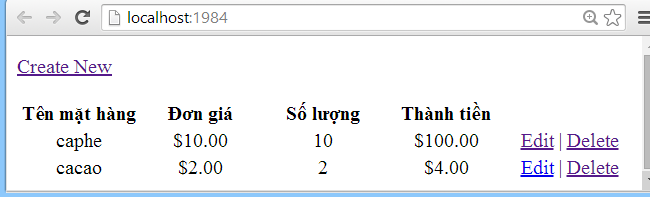 localhost:1984
Create New
Tên mặt hàng Đơn giá Số lượng Thành tiền
caphe $10.00 10 $100.00 Edit | Delete
cacao $2.00 2 $4.00 Edit | Delete